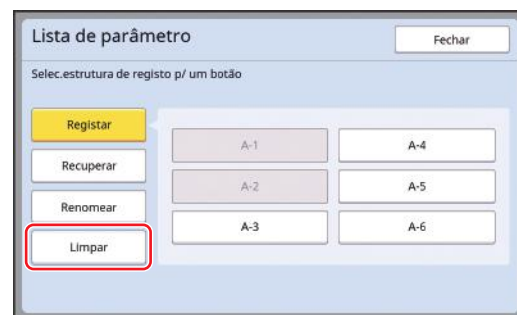 Lista de parâmetro
Fechar
Selec.estrutura de registo p/ um botão
Registar
Recuperar
Renomear
Limpar
A-1
A-4
A-2
A-5
A-3
A-6